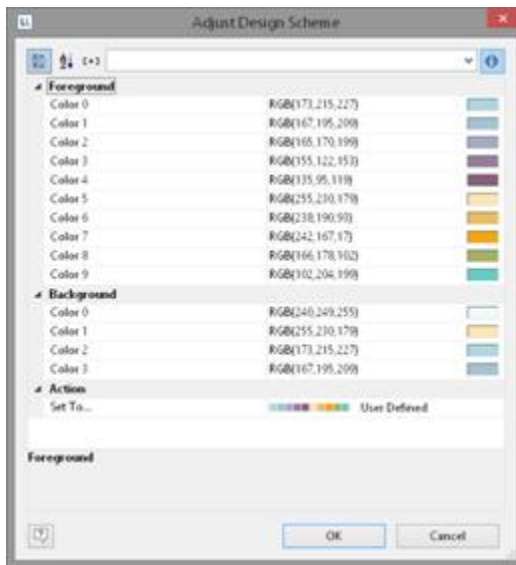 LL
Adjust Design Scheme
Foreground
Color 0 RGB(173,215,227)
Color 1 RGB(167,195,209)
Color 2 RGB(165,170,199)
Color 3 RGB(155,122,153)
Color 4 RGB(135,95,119)
Color 5 RGB(255,230,179)
Color 6 RGB(238,190,93)
Color 7 RGB(242,167,17)
Color 8 RGB(166,178,102)
Color 9 RGB(102,204,199)
Background
Color 0 RGB(240,249,255)
Color 1 RGB(255,230,179)
Color 2 RGB(173,215,227)
Color 3 RGB(167,195,209)
Action
Set To... User Defined
Foreground
OK Cancel